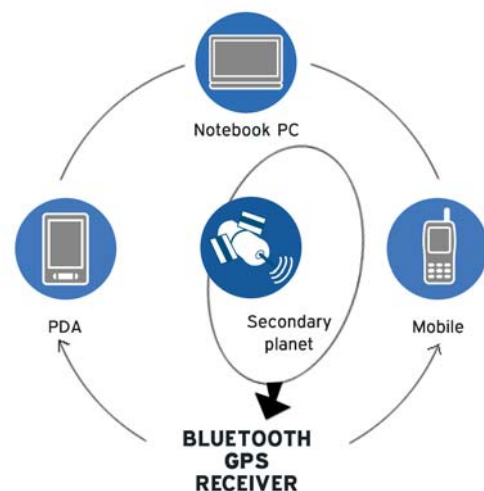 Notebook PC
PDA
Secondary
planet
Mobile
BLUETOOTH
GPS
RECEIVER